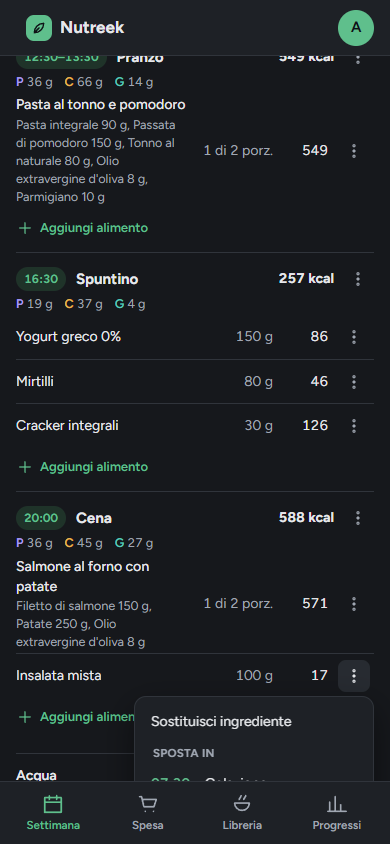 Nutreek
A
12:30–13:30 Pranzo 549 kcal
P 36 g C 66 g G 14 g
Pasta al tonno e pomodoro
Pasta integrale 90 g, Passata
di pomodoro 150 g, Tonno al
naturale 80 g, Olio
extravergine d'oliva 8 g,
Parmigiano 10 g
1 di 2 porz. 549
Aggiungi alimento
16:30 Spuntino 257 kcal
P 19 g C 37 g G 4 g
Yogurt greco 0% 150 g 86
Mirtilli 80 g 46
Cracker integrali 30 g 126
Aggiungi alimento
20:00 Cena 588 kcal
P 36 g C 45 g G 27 g
Salmone al forno con
patate
Filetto di salmone 150 g,
Patate 250 g, Olio
extravergine d'oliva 8 g
1 di 2 porz. 571
Insalata mista 100 g 17
Aggiungi alimen
Sostituisci ingrediente
SPOSTA IN
Acqua
Settimana Spesa Libreria Progressi